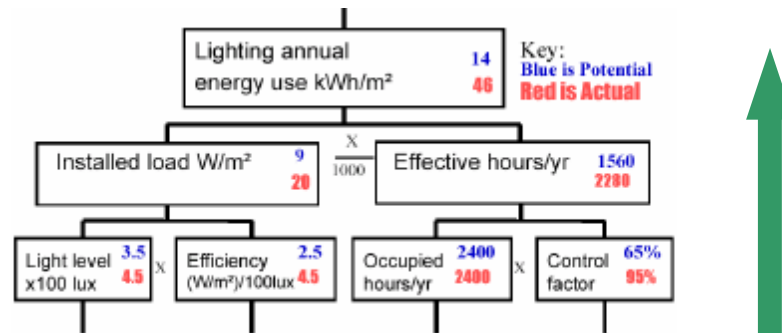 Lighting annual
energy use kWh/m²
14
46
Key:
Blue is Potential
Red is Actual
Installed load W/m²
9
20
X
1000
Effective hours/yr
1560
2280
Light level
x100 lux
3.5
4.5
X
Efficiency
(W/m²)/100lux
2.5
4.5
Occupied
hours/yr
2400
2400
X
Control
factor
65%
95%